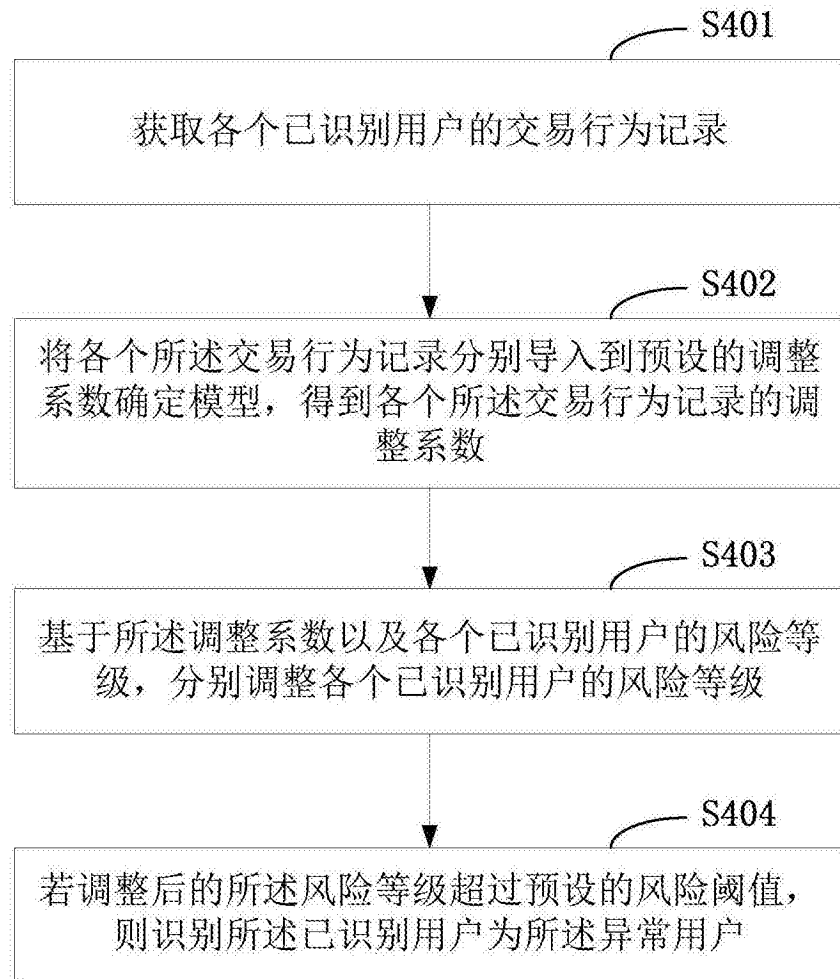 S401
获取各个已识别用户的交易行为记录
S402
将各个所述交易行为记录分别导入到预设的调整
系数确定模型，得到各个所述交易行为记录的调
整系数
S403
基于所述调整系数以及各个已识别用户的风险等
级，分别调整各个已识别用户的风险等级
S404
若调整后的所述风险等级超过预设的风险阈值，
则识别所述已识别用户为所述异常用户